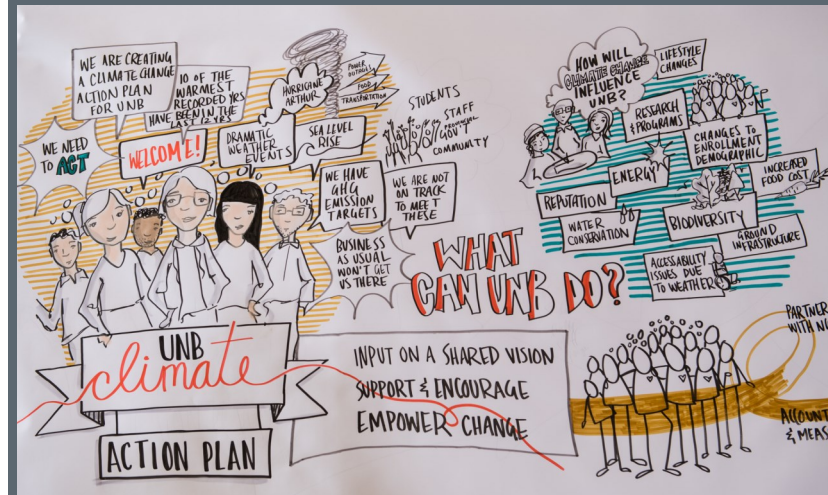 WE ARE CREATING
A CLIMATE CHANGE
ACTION PLAN
FOR UNB
10 OF THE
WARMEST
RECORDED YRS
HAVE BEEN IN THE
LAST 12 YRS
WE NEED
TO ACT
WELCOME!
DRAMATIC
WEATHER
EVENTS
HURRICANE
ARTHUR
POWER
OUTAGES
FOOD
TRANSPORTATION
SEA LEVEL
RISE
STUDENTS
STAFF
PROVINCIAL
GOV'T
COMMUNITY
WE HAVE
GHG
EMISSION
TARGETS
WE ARE NOT
ON TRACK
TO MEET
THESE
BUSINESS
AS USUAL
WON'T GET
US THERE
UNB
climate
ACTION PLAN
WHAT
CAN UNB DO?
INPUT ON A SHARED VISION
SUPPORT & ENCOURAGE
EMPOWER CHANGE
HOW WILL
CLIMATE CHANGE
INFLUENCE
UNB?
LIFESTYLE
CHANGES
RESEARCH
& PROGRAMS
CHANGES TO
ENROLLMENT
DEMOGRAPHIC
ENERGY
INCREASED
FOOD COST
REPUTATION
WATER
CONSERVATION
BIODIVERSITY
GROUND
INFRASTRUCTURE
ACCESSABILITY
ISSUES DUE
TO WEATHER
PARTNER
WITH
ACCOUNT
& MEAS